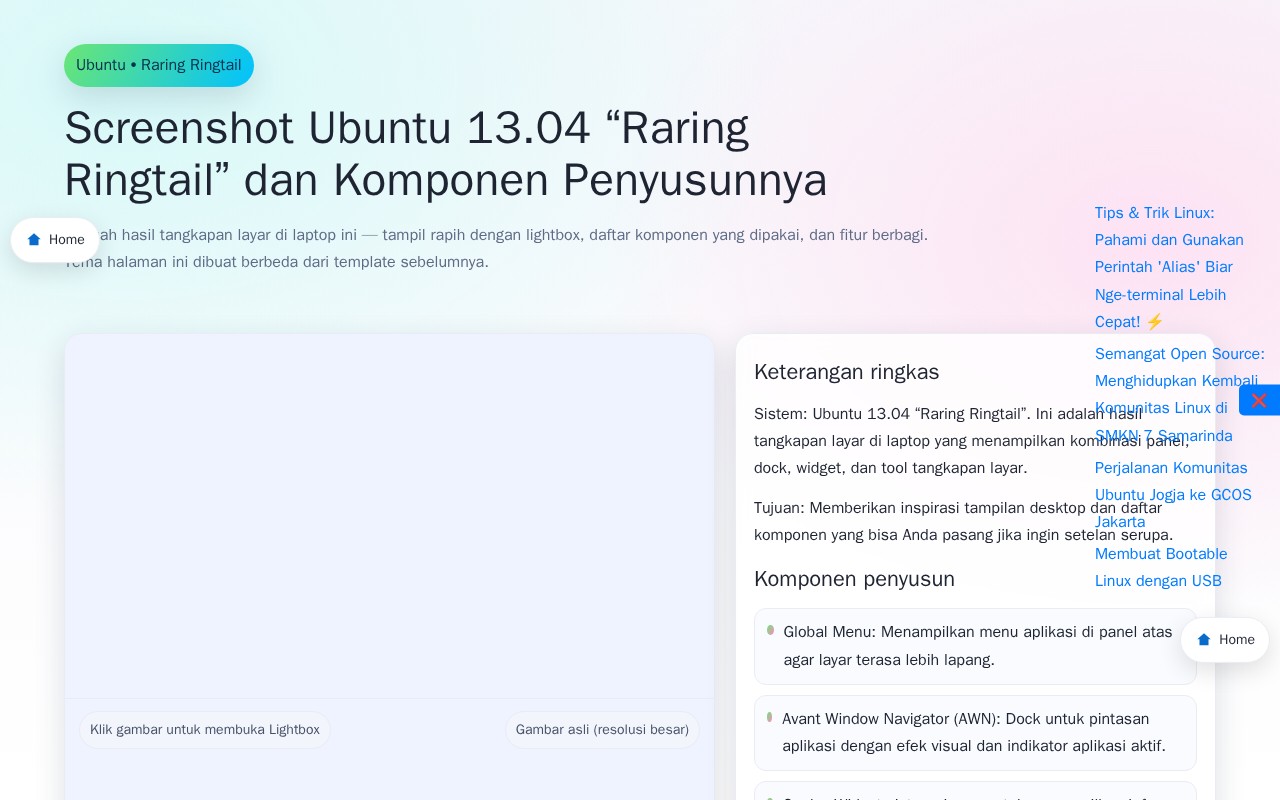 Ubuntu • Raring Ringtail
Screenshot Ubuntu 13.04 “Raring
Ringtail” dan Komponen Penyusunnya
hasil tangkapan layar di laptop ini — tampil rapih dengan lightbox, daftar komponen yang dipakai, dan fitur berbagi.
halaman ini dibuat berbeda dari template sebelumnya.
Home
Tips & Trik Linux:
Pahami dan Gunakan
Perintah 'Alias' Biar
Nge-terminal Lebih
Cepat! ⚡
Semangat Open Source:
Menghidupkan Kembali
Komunitas Linux di
SMKN 7 Samarinda
Perjalanan Komunitas
Ubuntu Jogja ke GCOS
Jakarta
Membuat Bootable
Linux dengan USB
Klik gambar untuk membuka Lightbox
Gambar asli (resolusi besar)
Keterangan ringkas
Sistem: Ubuntu 13.04 “Raring Ringtail”. Ini adalah hasil
tangkapan layar di laptop yang menampilkan kombinasi panel,
dock, widget, dan tool tangkapan layar.
Tujuan: Memberikan inspirasi tampilan desktop dan daftar
komponen yang bisa Anda pasang jika ingin setelan serupa.
Komponen penyusun
Global Menu: Menampilkan menu aplikasi di panel atas
agar layar terasa lebih lapang.
Home
Avant Window Navigator (AWN): Dock untuk pintasan
aplikasi dengan efek visual dan indikator aplikasi aktif.